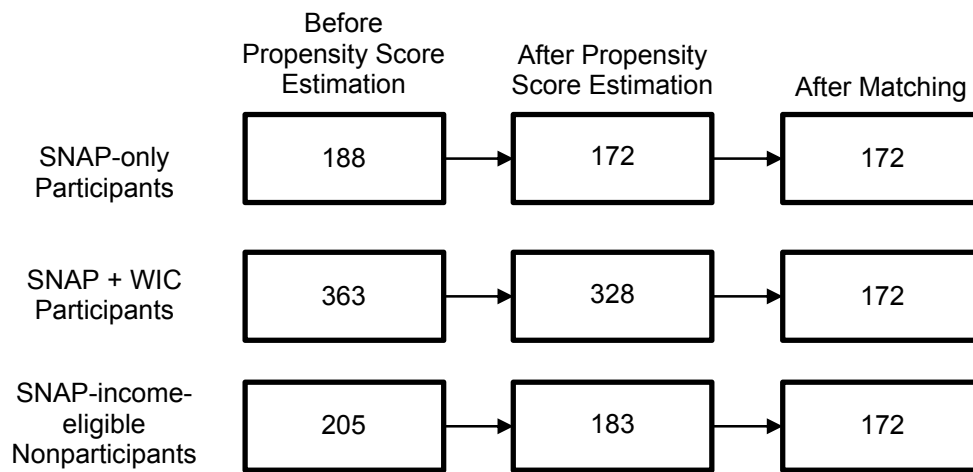 Before
Propensity Score
Estimation
After Propensity
Score Estimation
After Matching
SNAP-only
Participants
188
172
172
SNAP + WIC
Participants
363
328
172
SNAP-income-
eligible
Nonparticipants
205
183
172